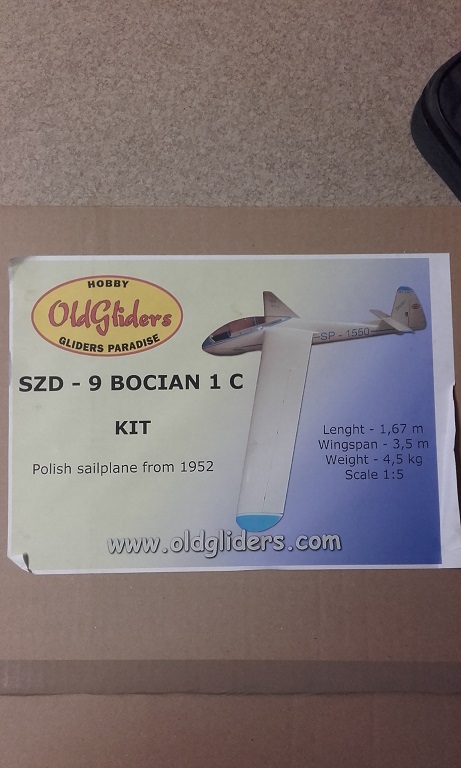 HOBBY
OldGliders
GLIDERS PARADISE
SZD - 9 BOCIAN 1 C
KIT
Polish sailplane from 1952
SP - 1550
Lenght - 1,67 m
Wingspan - 3,5 m
Weight - 4,5 kg
Scale 1:5
www.oldgliders.com